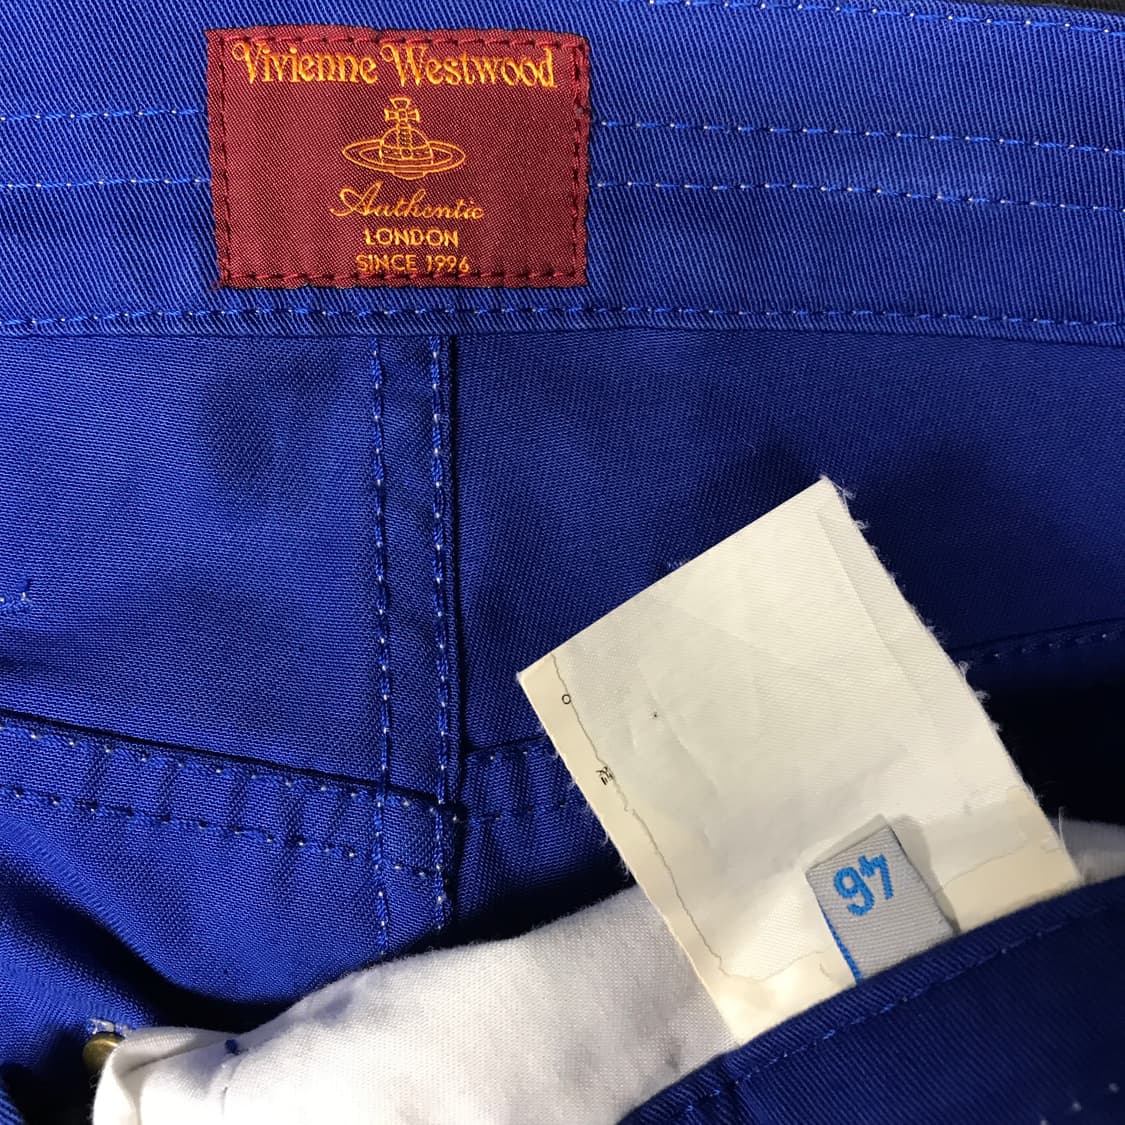 Vivienne Westwood
Authentic
LONDON
SINCE 1996
46